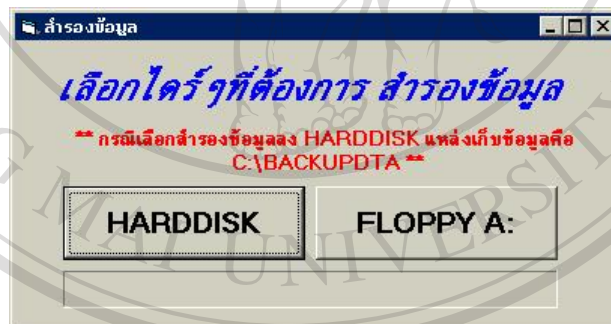 สำรองข้อมูล
เลือกไดร์ ๆที่ต้องการ สำรองข้อมูล
** กรณีเลือกสำรองข้อมูลลง HARDDISK แหล่งเก็บข้อมูลคือ
C:\BACKUPDTA **
HARDDISK
FLOPPY A:
G MAI UNIVERSITY